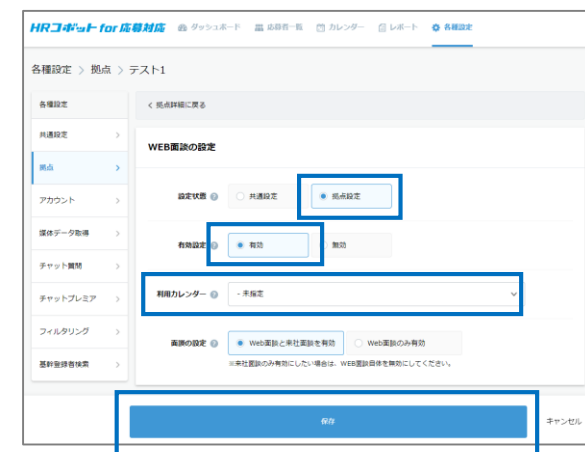 HRコボットfor応募対応 ダッシュボード 応募者一覧 カレンダー レポート 各種設定
各種設定 > 拠点 > テスト1
各種設定
共通設定
拠点
アカウント
媒体データ取得
チャット質問
チャットプレミア
フィルタリング
基幹登録者検索
< 拠点詳細に戻る
WEB面談の設定
設定状態 共通設定 拠点設定
有効設定 有効 無効
利用カレンダー - 未指定
面談の設定 Web面談と来社面談を有効 Web面談のみ有効
※来社面談のみ有効にしたい場合は、WEB面談自体を無効にしてください。
保存 キャンセル